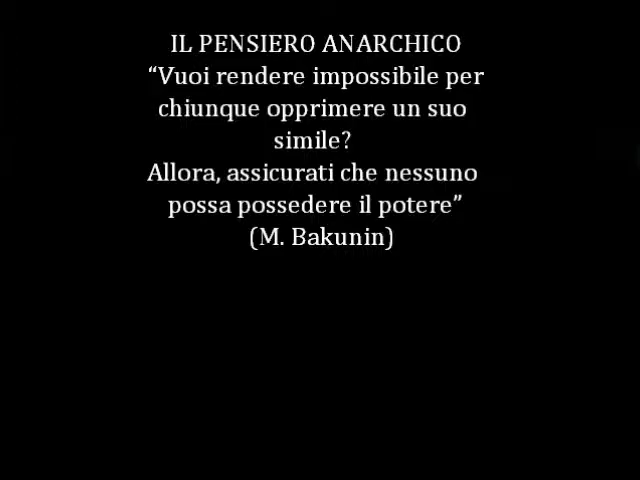 IL PENSIERO ANARCHICO
“Vuoi rendere impossibile per
chiunque opprimere un suo
simile?
Allora, assicurati che nessuno
possa possedere il potere”
(M. Bakunin)